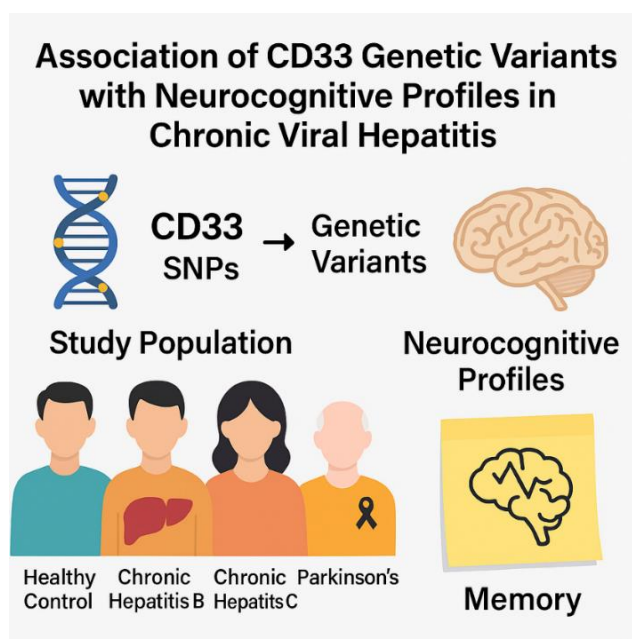 Association of CD33 Genetic Variants
with Neurocognitive Profiles in
Chronic Viral Hepatitis
CD33
SNPs
→
Genetic
Variants
Study Population
Neurocognitive
Profiles
Healthy
Control
Chronic
Hepatitis B
Chronic
Hepatits C
Parkinson's
Memory